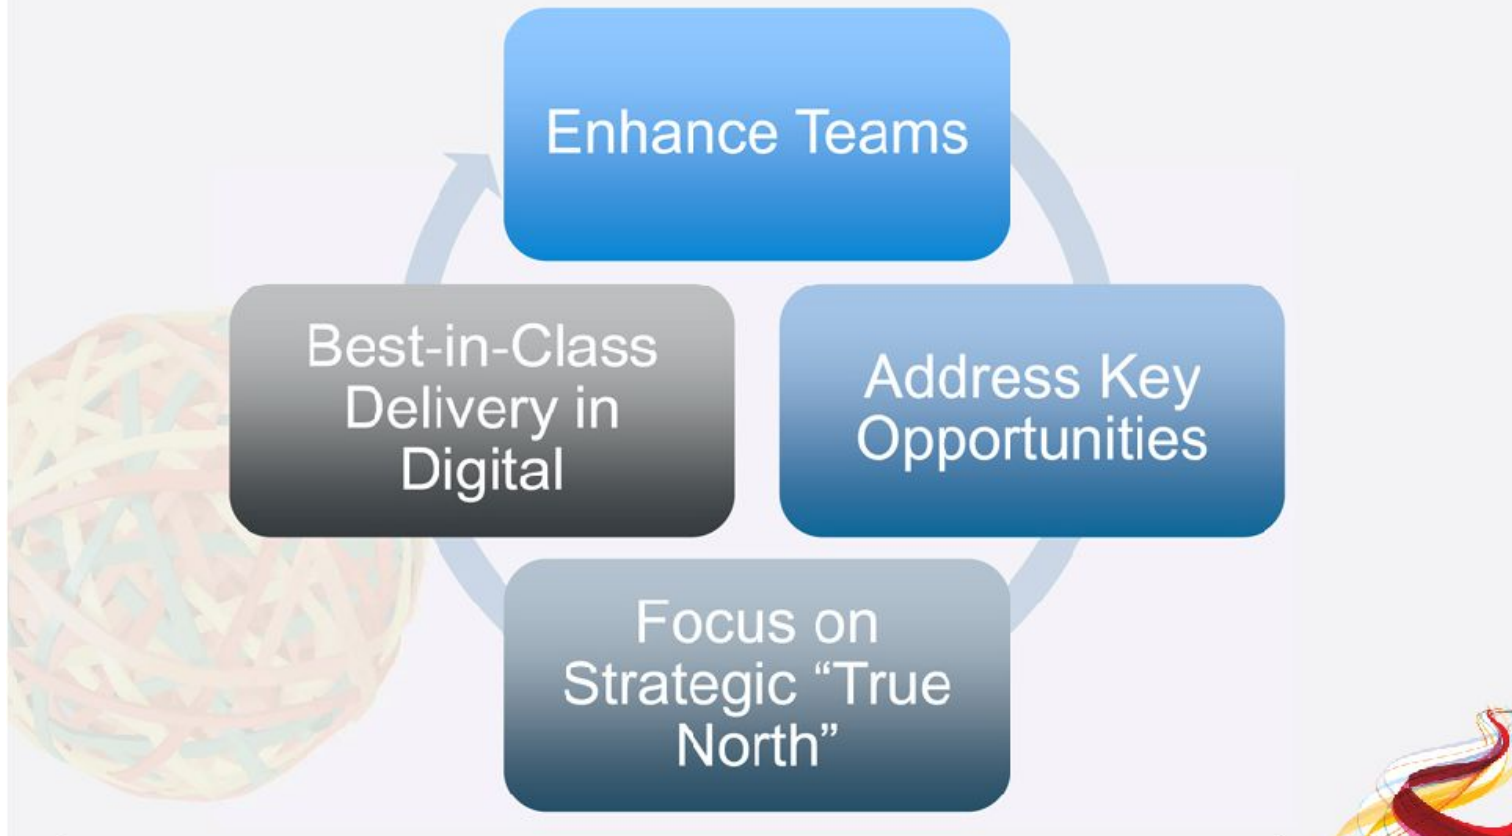 Enhance Teams
Address Key
Opportunities
Focus on
Strategic “True
North”
Best-in-Class
Delivery in
Digital